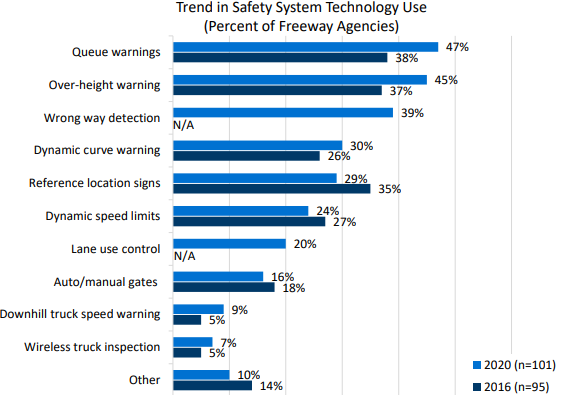 Trend in Safety System Technology Use
(Percent of Freeway Agencies)
Queue warnings 47%
38%
Over-height warning 45%
37%
Wrong way detection 39%
N/A
Dynamic curve warning 30%
26%
Reference location signs 29%
35%
Dynamic speed limits 24%
27%
Lane use control 20%
N/A
Auto/manual gates 16%
18%
Downhill truck speed warning 9%
5%
Wireless truck inspection 7%
5%
Other 10%
14%
2020 (n=101)
2016 (n=95)